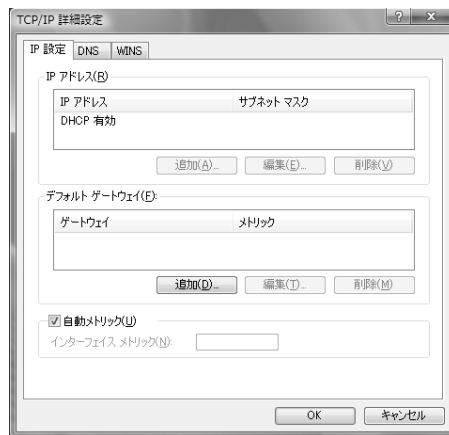 TCP/IP 詳細設定
IP 設定 DNS WINS
IP アドレス(R)
IP アドレス サブネット マスク
DHCP 有効
追加(A)... 編集(E)... 削除(V)
デフォルト ゲートウェイ(F):
ゲートウェイ メトリック
追加(D)... 編集(T)... 削除(M)
自動メトリック(U)
インターフェイス メトリック(N):
OK キャンセル